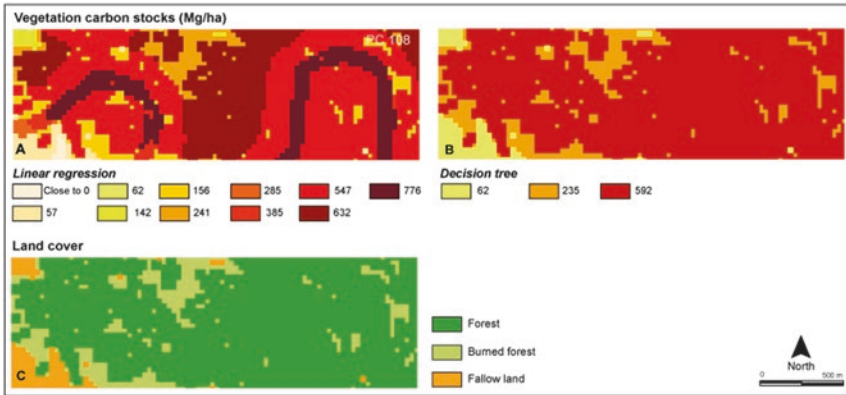 Vegetation carbon stocks (Mg/ha)
PC 108
A
B
Linear regression
Close to 0
62
156
285
547
776
57
142
241
385
632
Decision tree
62
235
592
Land cover
C
Forest
Burned forest
Fallow land
North
0
500 m